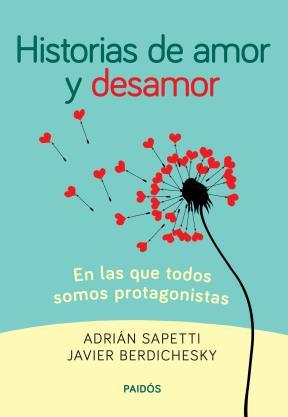 Historias de amor
y desamor
En las que todos
somos protagonistas
ADRIÁN SAPETTI
JAVIER BERDICHESKY
PAIDÓS